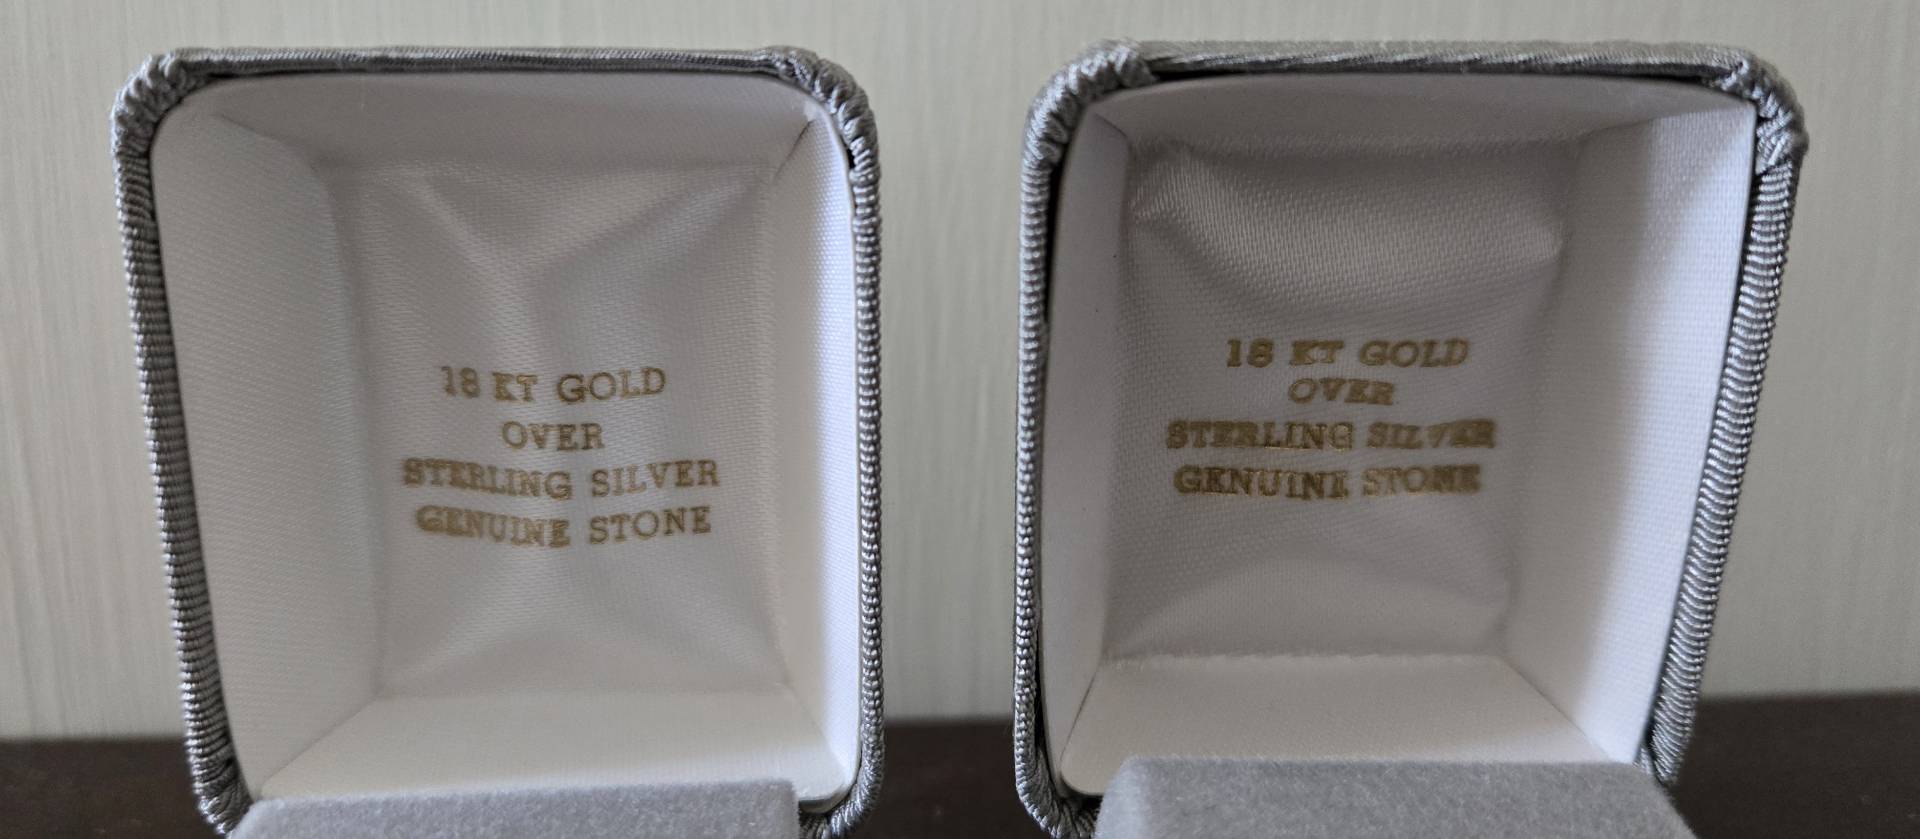 18 KT GOLD
OVER
STERLING SILVER
GENUINE STONE
18 KT GOLD
OVER
STERLING SILVER
GENUINE STONE